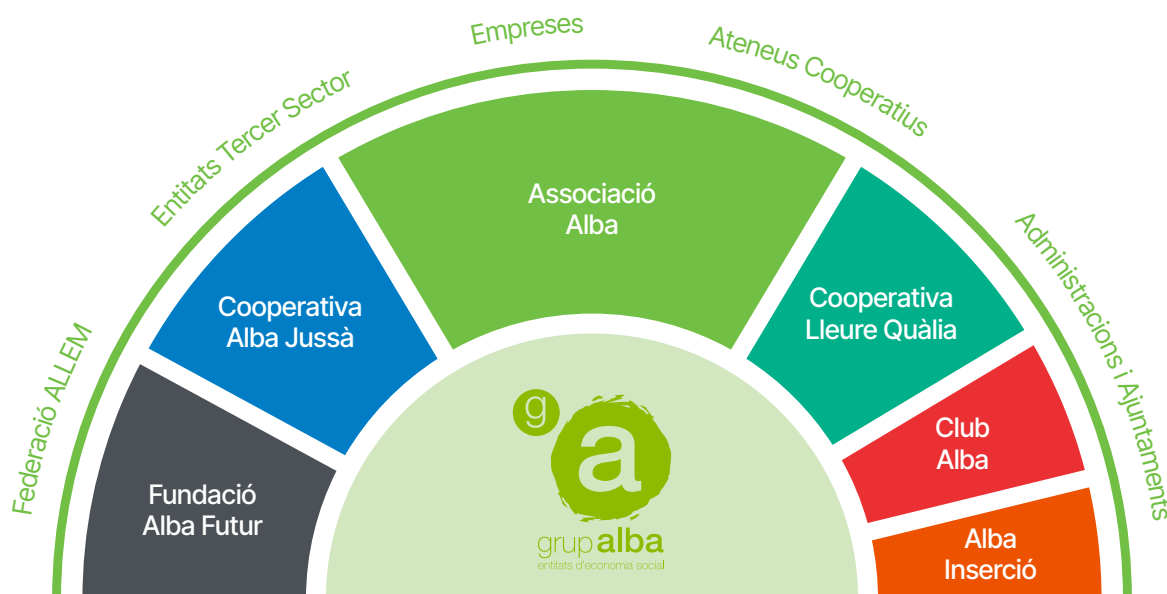 Federació ALLEM
Entitats Tercer Sector
Empreses
Ateneus Cooperatius
Administracions i Ajuntaments
Fundació
Alba Futur
Cooperativa
Alba Jussà
Associació
Alba
Cooperativa
Lleure Quàlia
Club
Alba
Alba
Inserció
g
a
grup alba
entitats d'economia social